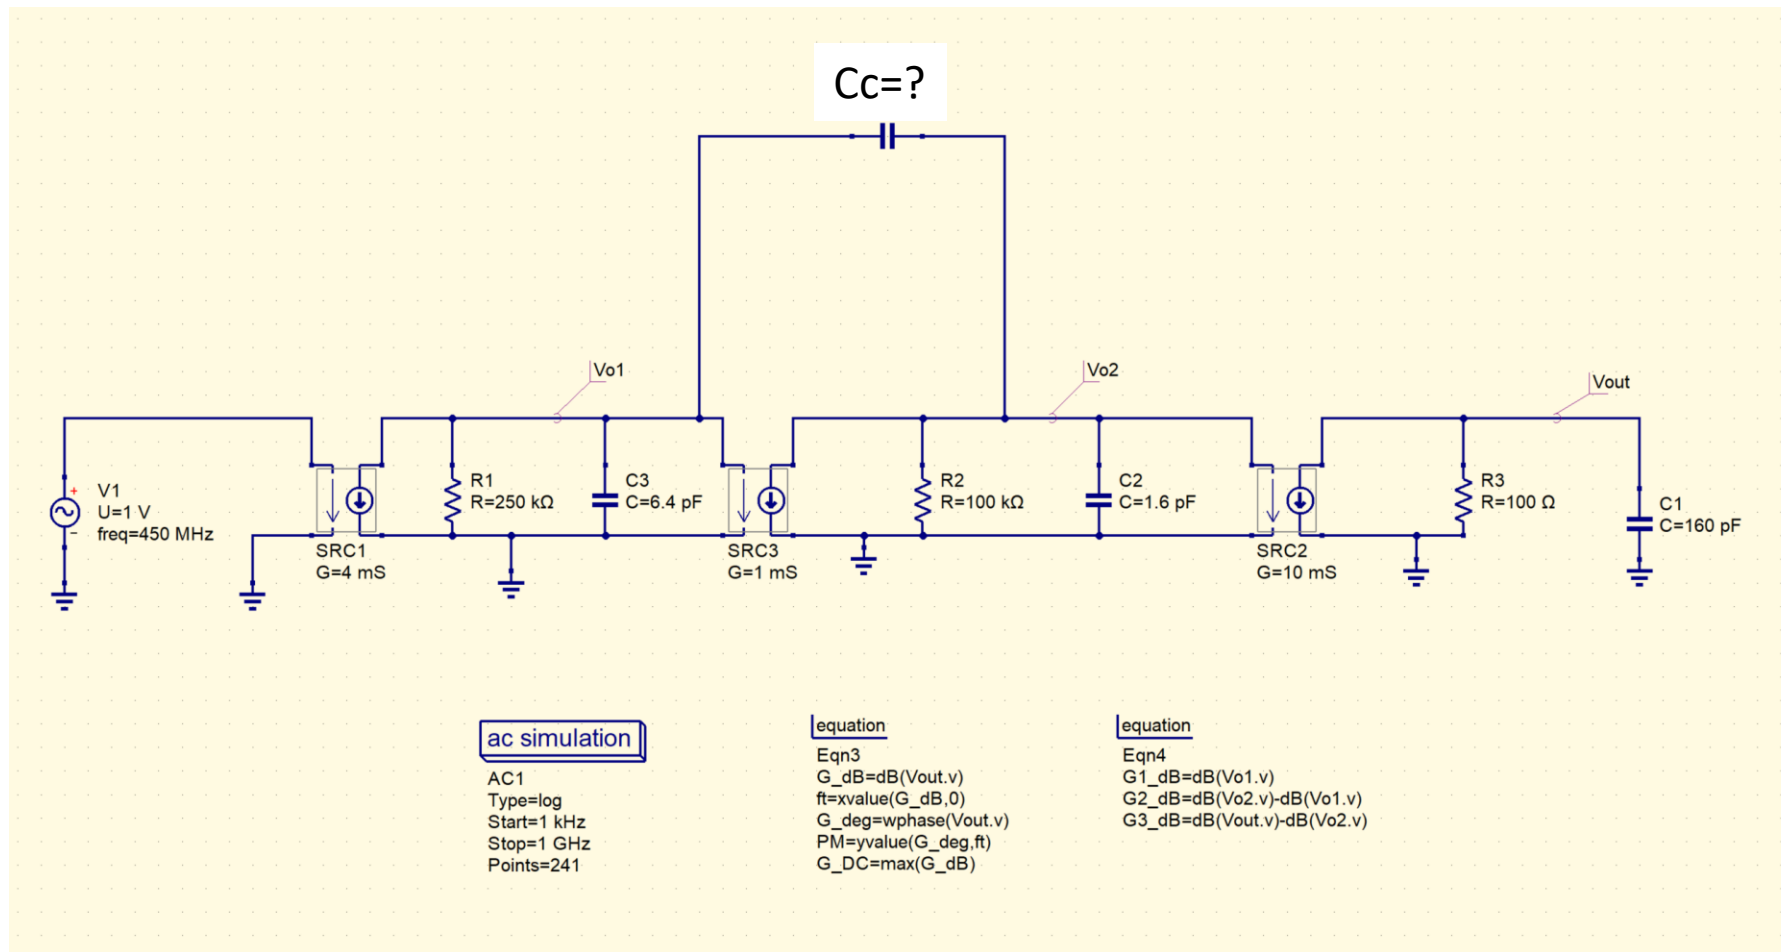 Cc=?
Vo1
Vo2
Vout
V1
U=1 V
freq=450 MHz
+
−
SRC1
G=4 mS
R1
R=250 kΩ
C3
C=6.4 pF
SRC3
G=1 mS
R2
R=100 kΩ
C2
C=1.6 pF
SRC2
G=10 mS
R3
R=100 Ω
C1
C=160 pF
ac simulation
AC1
Type=log
Start=1 kHz
Stop=1 GHz
Points=241
equation
Eqn3
G_dB=dB(Vout.v)
ft=xvalue(G_dB,0)
G_deg=wphase(Vout.v)
PM=yvalue(G_deg,ft)
G_DC=max(G_dB)
equation
Eqn4
G1_dB=dB(Vo1.v)
G2_dB=dB(Vo2.v)-dB(Vo1.v)
G3_dB=dB(Vout.v)-dB(Vo2.v)